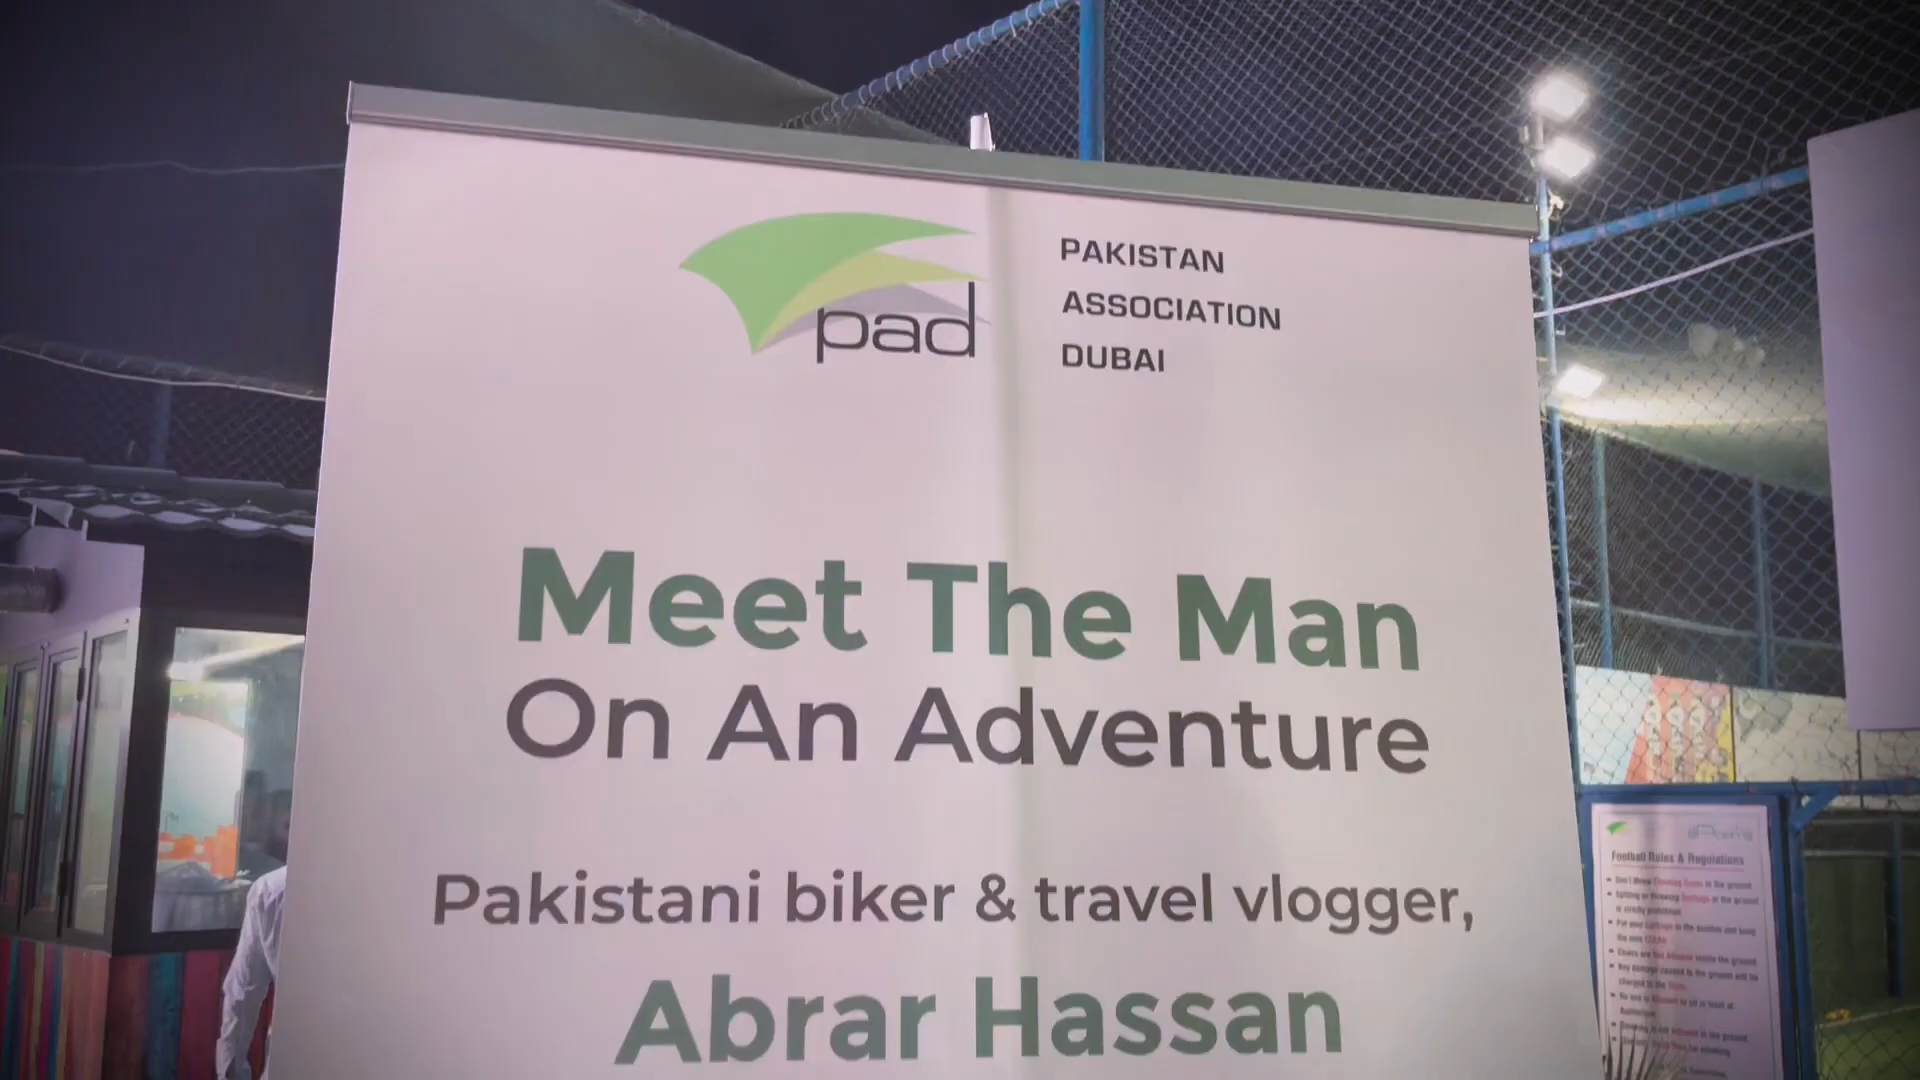 pad
PAKISTAN
ASSOCIATION
DUBAI
Meet The Man
On An Adventure
Pakistani biker & travel vlogger,
Abrar Hassan
Football Rules & Regulations